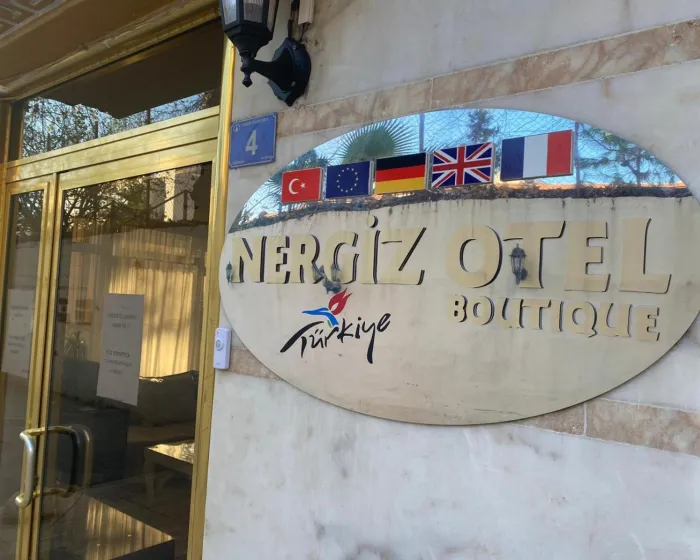 4
NERGİZ OTEL
BOUTIQUE
Türkiye